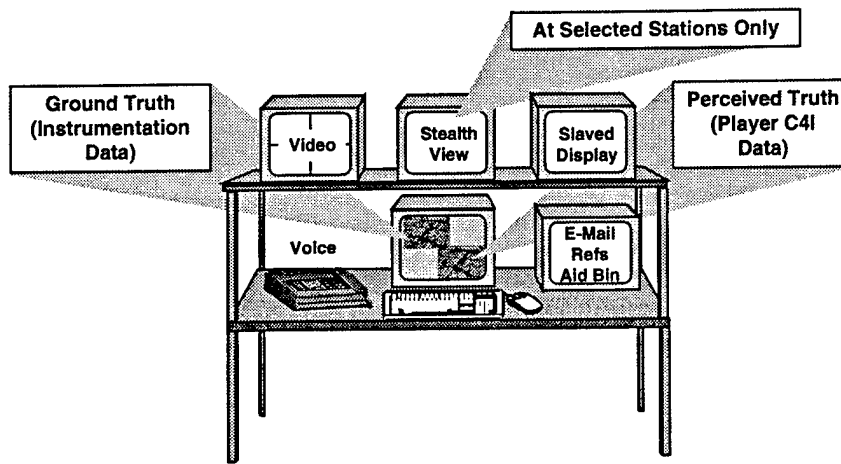 At Selected Stations Only
Ground Truth
(Instrumentation
Data)
Perceived Truth
(Player C4I
Data)
Video
Stealth
View
Slaved
Display
Voice
E-Mail
Refs
Aid Bin